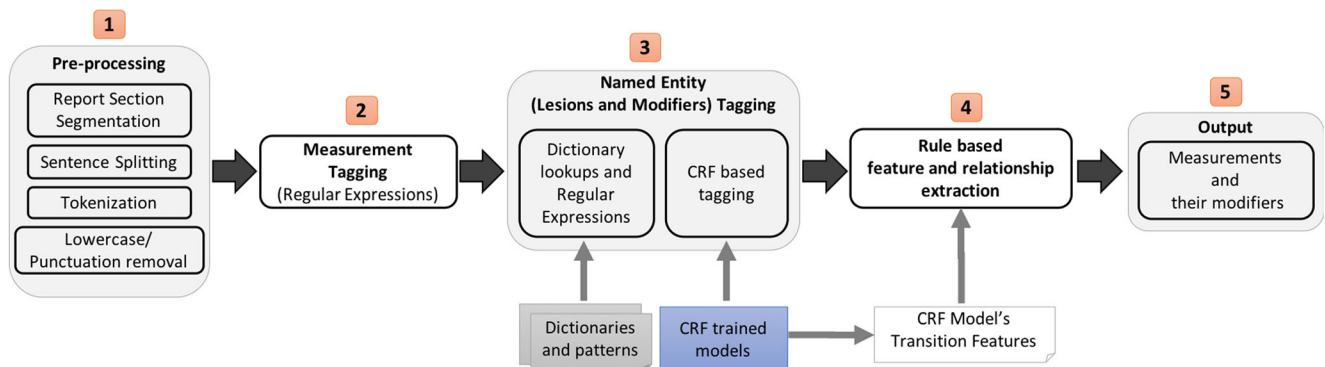 1
Pre-processing
Report Section
Segmentation
Sentence Splitting
Tokenization
Lowercase/
Punctuation removal
2
Measurement
Tagging
(Regular Expressions)
3
Named Entity
(Lesions and Modifiers) Tagging
Dictionary
lookups and
Regular
Expressions
CRF based
tagging
Dictionaries
and patterns
CRF trained
models
4
Rule based
feature and relationship
extraction
CRF Model’s
Transition Features
5
Output
Measurements
and
their modifiers